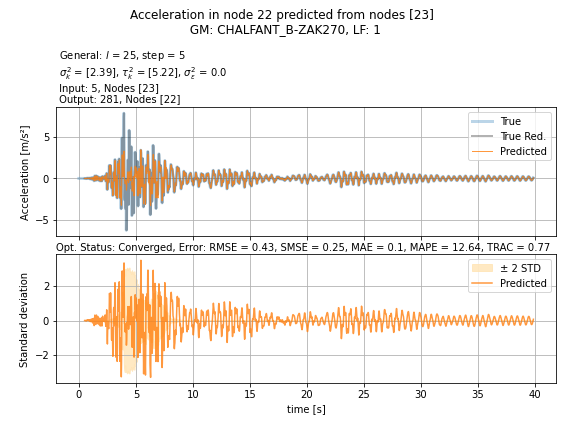 Acceleration in node 22 predicted from nodes [23]
GM: CHALFANT_B-ZAK270, LF: 1
General: l = 25, step = 5
σ²ₖ = [2.39], τ²ₖ = [5.22], σ²ε = 0.0
Input: 5, Nodes [23]
Output: 281, Nodes [22]
True
True Red.
Predicted
5
0
−5
Acceleration [m/s²]
Opt. Status: Converged, Error: RMSE = 0.43, SMSE = 0.25, MAE = 0.1, MAPE = 12.64, TRAC = 0.77
± 2 STD
Predicted
2
0
−2
Standard deviation
0 5 10 15 20 25 30 35 40
time [s]